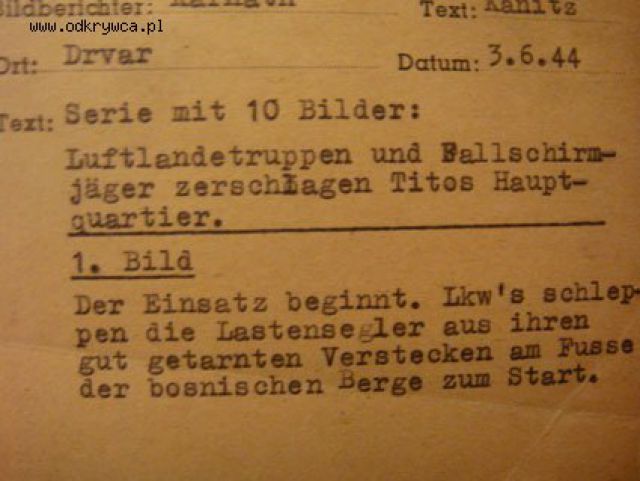 Bildberichter: Karnath Text: Kanitz
www.odkrywca.pl
Ort: Drvar Datum: 3.6.44
Text: Serie mit 10 Bilder:
Luftlandetruppen und Fallschirm-
jäger zerschlagen Titos Haupt-
quartier.
1. Bild
Der Einsatz beginnt. Lkw's schlep-
pen die Lastensegler aus ihren
gut getarnten Verstecken am Fusse
der bosnischen Berge zum Start.